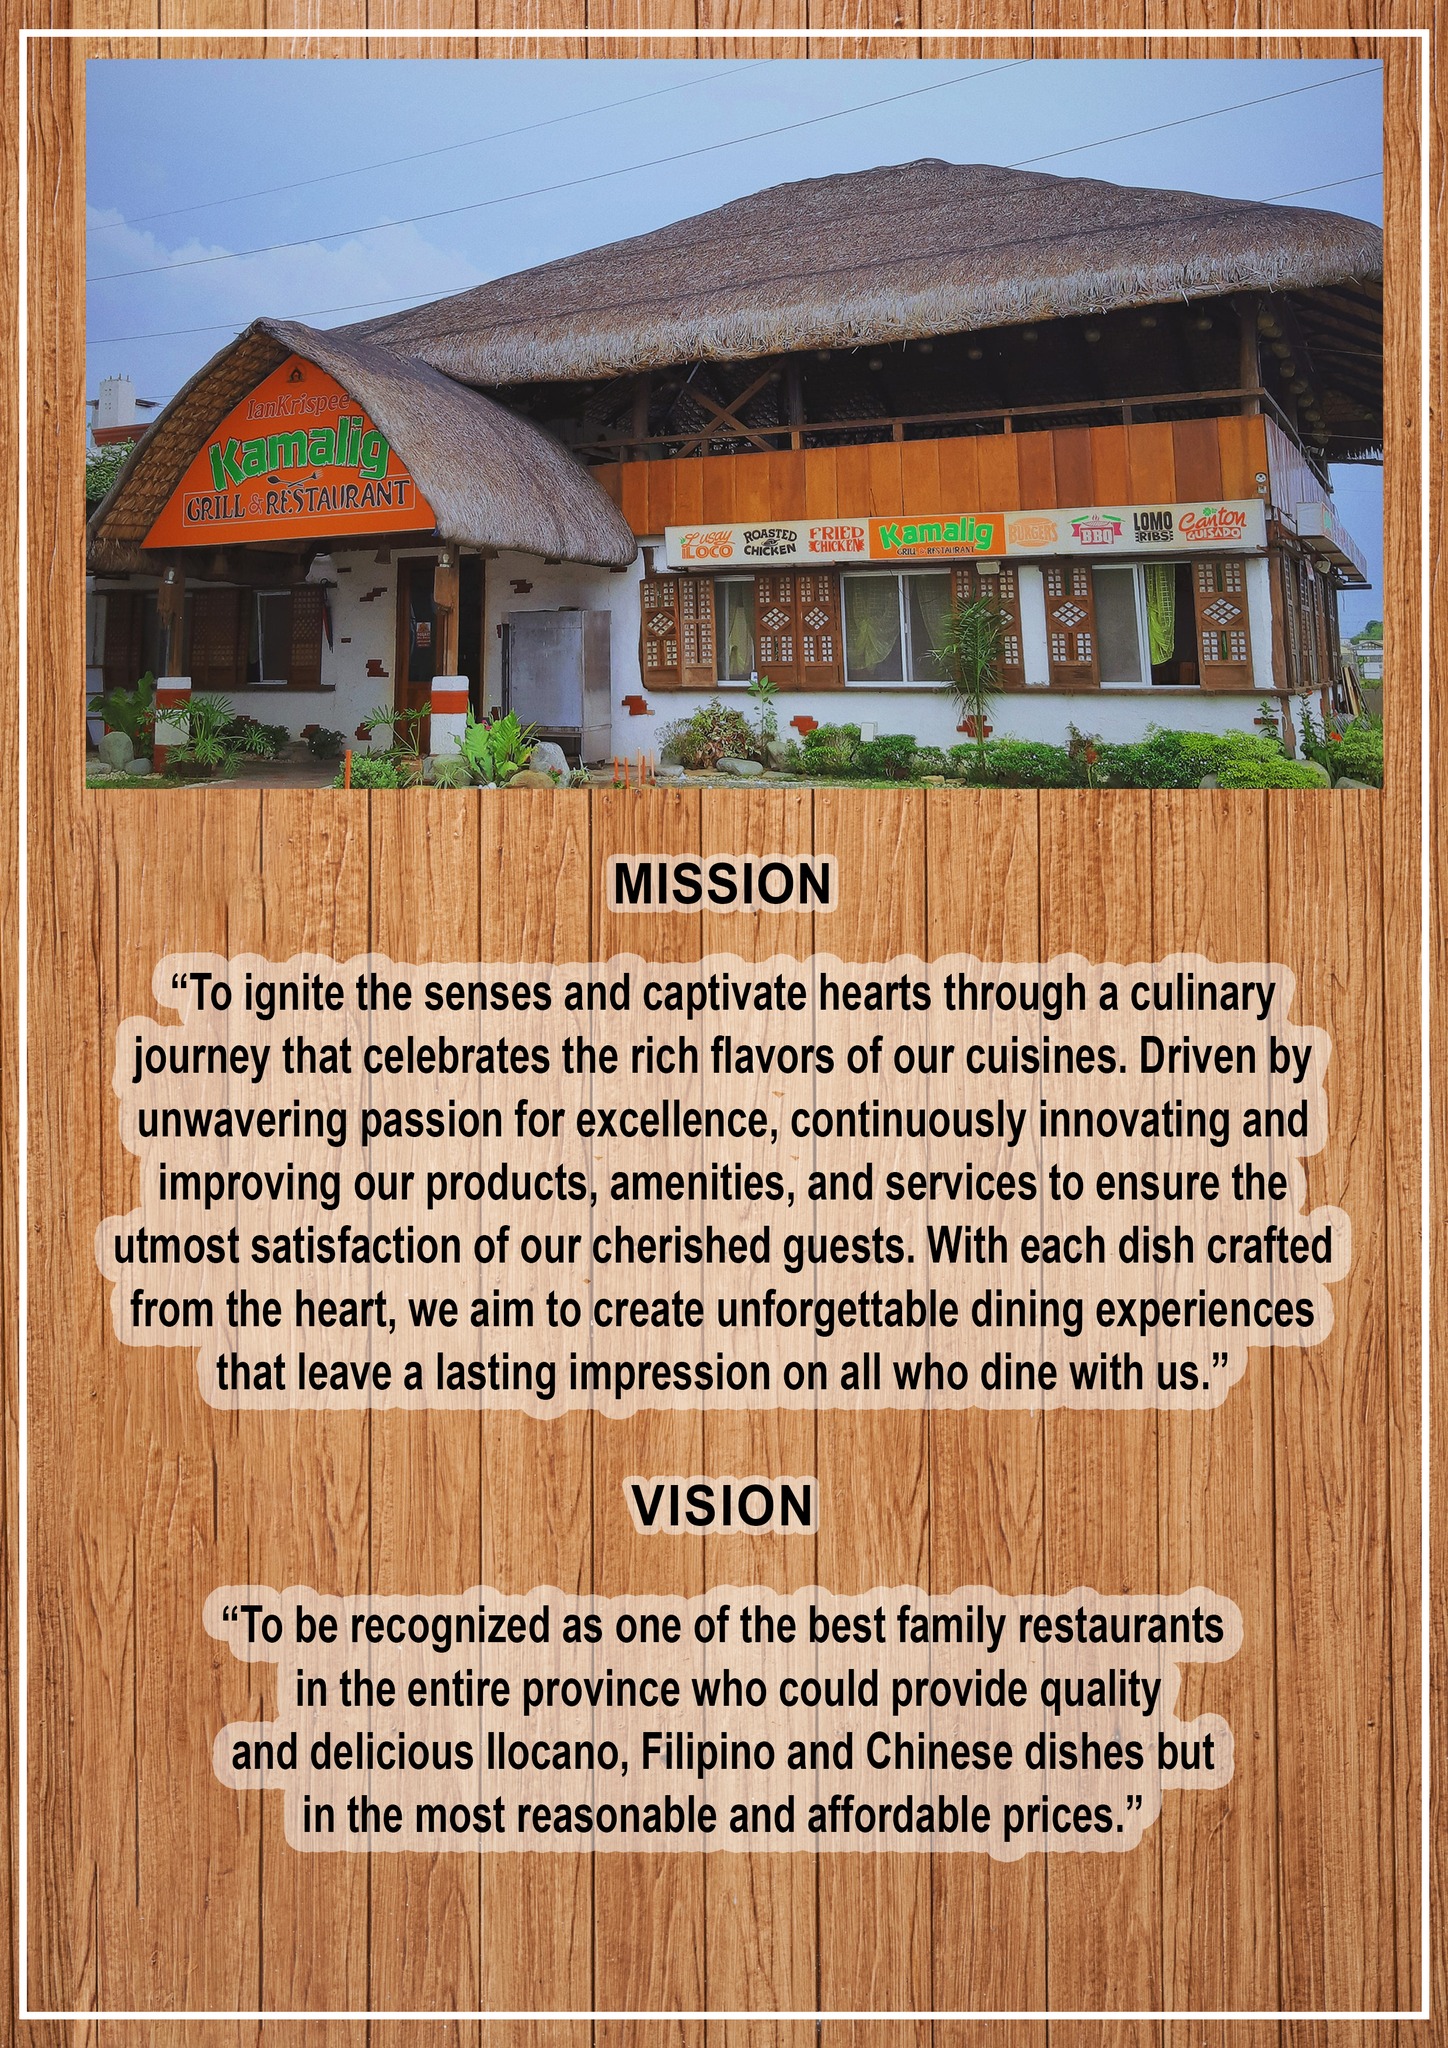 IanKrispee
Kamalig
GRILL & RESTAURANT
Pusay ILOCO
ROASTED CHICKEN
FRIED CHICKEN
Kamalig
GRILL & RESTAURANT
BURGERS
BBQ
LOMO RIBS
Canton GUISADO
MISSION
“To ignite the senses and captivate hearts through a culinary
journey that celebrates the rich flavors of our cuisines. Driven by
unwavering passion for excellence, continuously innovating and
improving our products, amenities, and services to ensure the
utmost satisfaction of our cherished guests. With each dish crafted
from the heart, we aim to create unforgettable dining experiences
that leave a lasting impression on all who dine with us.”
VISION
“To be recognized as one of the best family restaurants
in the entire province who could provide quality
and delicious Ilocano, Filipino and Chinese dishes but
in the most reasonable and affordable prices.”